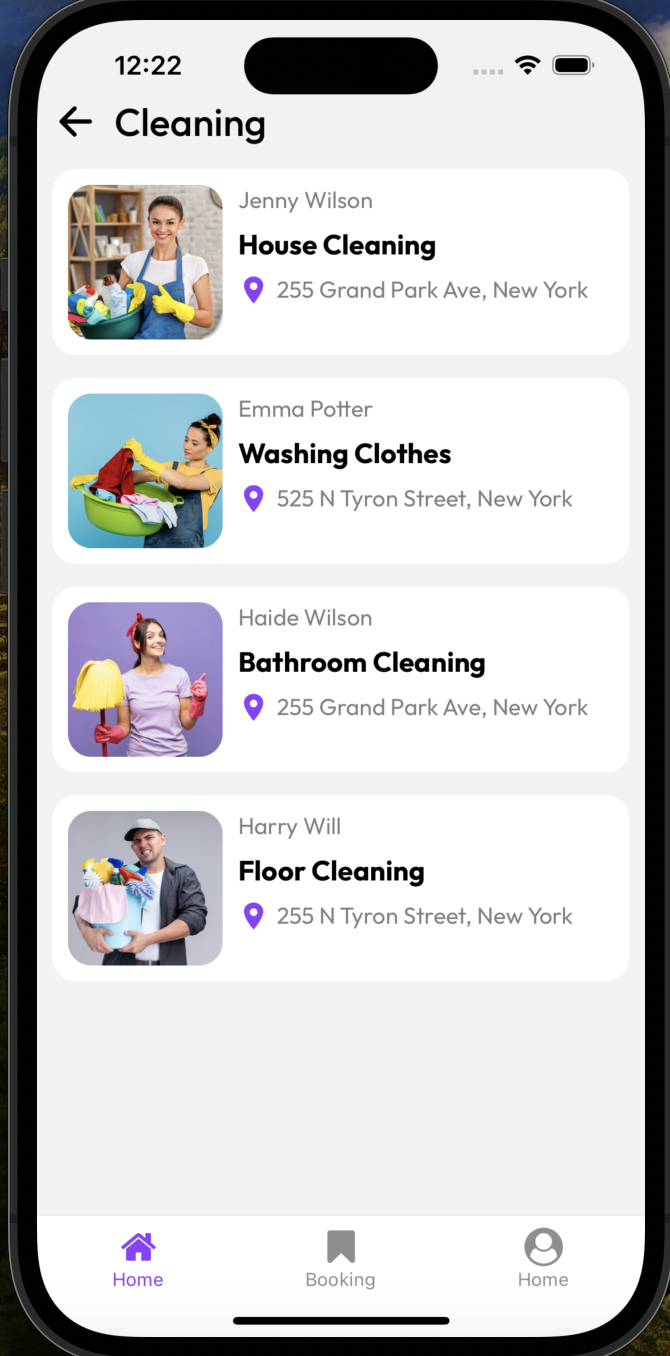 12:22
Cleaning
Jenny Wilson
House Cleaning
255 Grand Park Ave, New York
Emma Potter
Washing Clothes
525 N Tyron Street, New York
Haide Wilson
Bathroom Cleaning
255 Grand Park Ave, New York
Harry Will
Floor Cleaning
255 N Tyron Street, New York
Home
Booking
Home